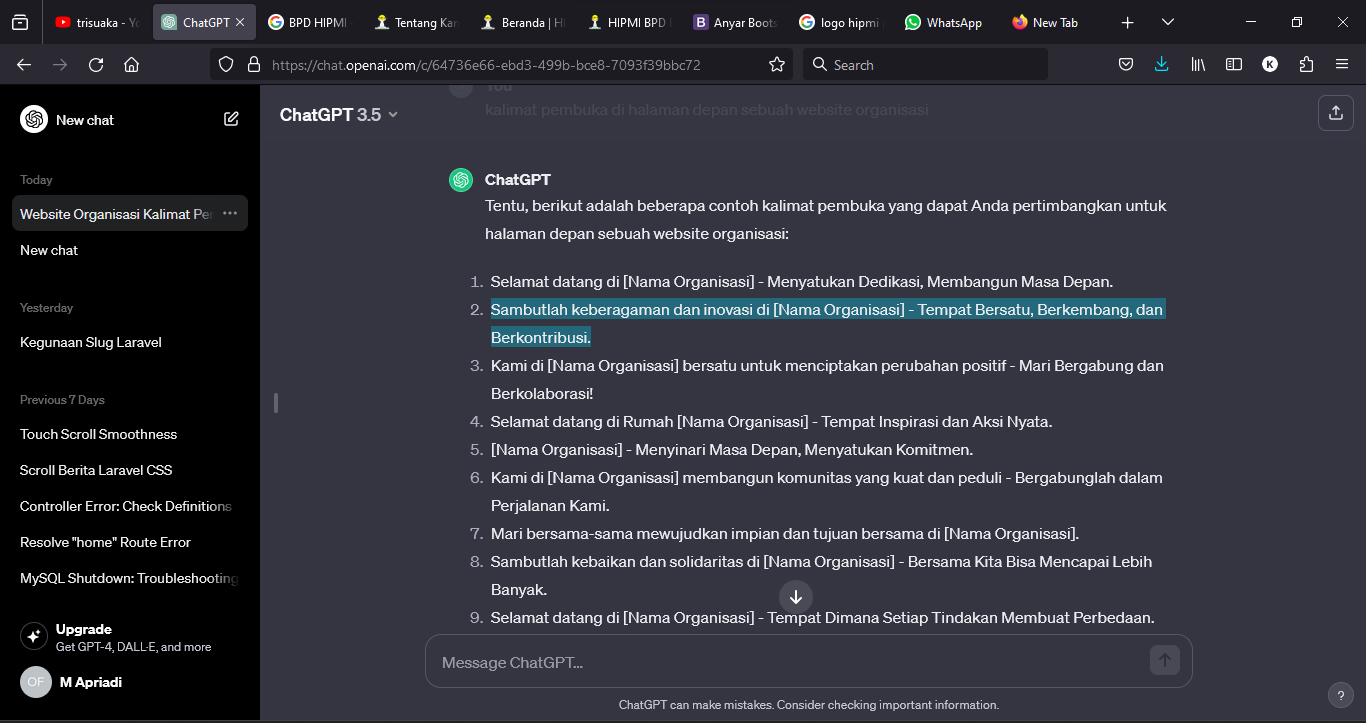 trisuaka - Yo
ChatGPT
BPD HIPMI
Tentang Kan
Beranda | HI
HIPMI BPD
Anyar Boots
logo hipmi
WhatsApp
New Tab
https://chat.openai.com/c/64736e66-ebd3-499b-bce8-7093f39bbc72
Search
K
New chat
Today
Website Organisasi Kalimat Per
New chat
Yesterday
Kegunaan Slug Laravel
Previous 7 Days
Touch Scroll Smoothness
Scroll Berita Laravel CSS
Controller Error: Check Definitions
Resolve "home" Route Error
MySQL Shutdown: Troubleshooting
Upgrade
Get GPT-4, DALL·E, and more
OF
M Apriadi
ChatGPT 3.5
You
kalimat pembuka di halaman depan sebuah website organisasi
ChatGPT
Tentu, berikut adalah beberapa contoh kalimat pembuka yang dapat Anda pertimbangkan untuk
halaman depan sebuah website organisasi:
1. Selamat datang di [Nama Organisasi] - Menyatukan Dedikasi, Membangun Masa Depan.
2. Sambutlah keberagaman dan inovasi di [Nama Organisasi] - Tempat Bersatu, Berkembang, dan
Berkontribusi.
3. Kami di [Nama Organisasi] bersatu untuk menciptakan perubahan positif - Mari Bergabung dan
Berkolaborasi!
4. Selamat datang di Rumah [Nama Organisasi] - Tempat Inspirasi dan Aksi Nyata.
5. [Nama Organisasi] - Menyinari Masa Depan, Menyatukan Komitmen.
6. Kami di [Nama Organisasi] membangun komunitas yang kuat dan peduli - Bergabunglah dalam
Perjalanan Kami.
7. Mari bersama-sama mewujudkan impian dan tujuan bersama di [Nama Organisasi].
8. Sambutlah kebaikan dan solidaritas di [Nama Organisasi] - Bersama Kita Bisa Mencapai Lebih
Banyak.
9. Selamat datang di [Nama Organisasi] - Tempat Dimana Setiap Tindakan Membuat Perbedaan.
Message ChatGPT...
ChatGPT can make mistakes. Consider checking important information.
?